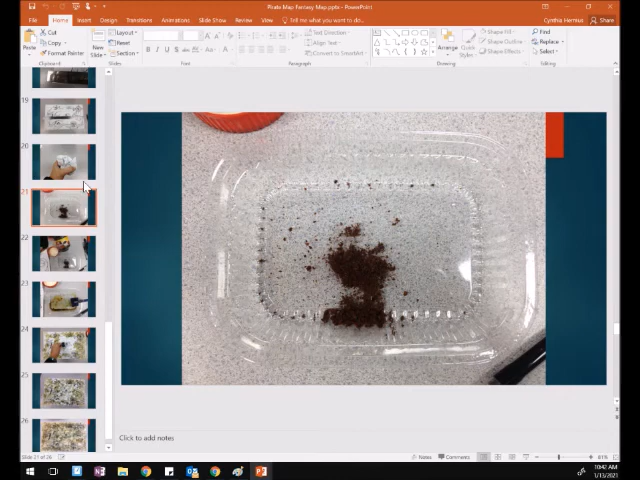 Pirate Map Fantasy Map.pptx - PowerPoint
File Home Insert Design Transitions Animations Slide Show Review View Tell me what you want to do... Cynthia Hermus Share
Cut
Copy
Format Painter
Paste
New
Slide
Layout
Reset
Section
Text Direction
Align Text
Convert to SmartArt
Arrange
Shape Fill
Shape Outline
Shape Effects
Find
Replace
Select
Clipboard Slides Font Paragraph Drawing Editing
19
20
21
22
23
24
25
26
Click to add notes
Slide 21 of 26 Notes Comments 81%
10:42 AM
1/13/2021